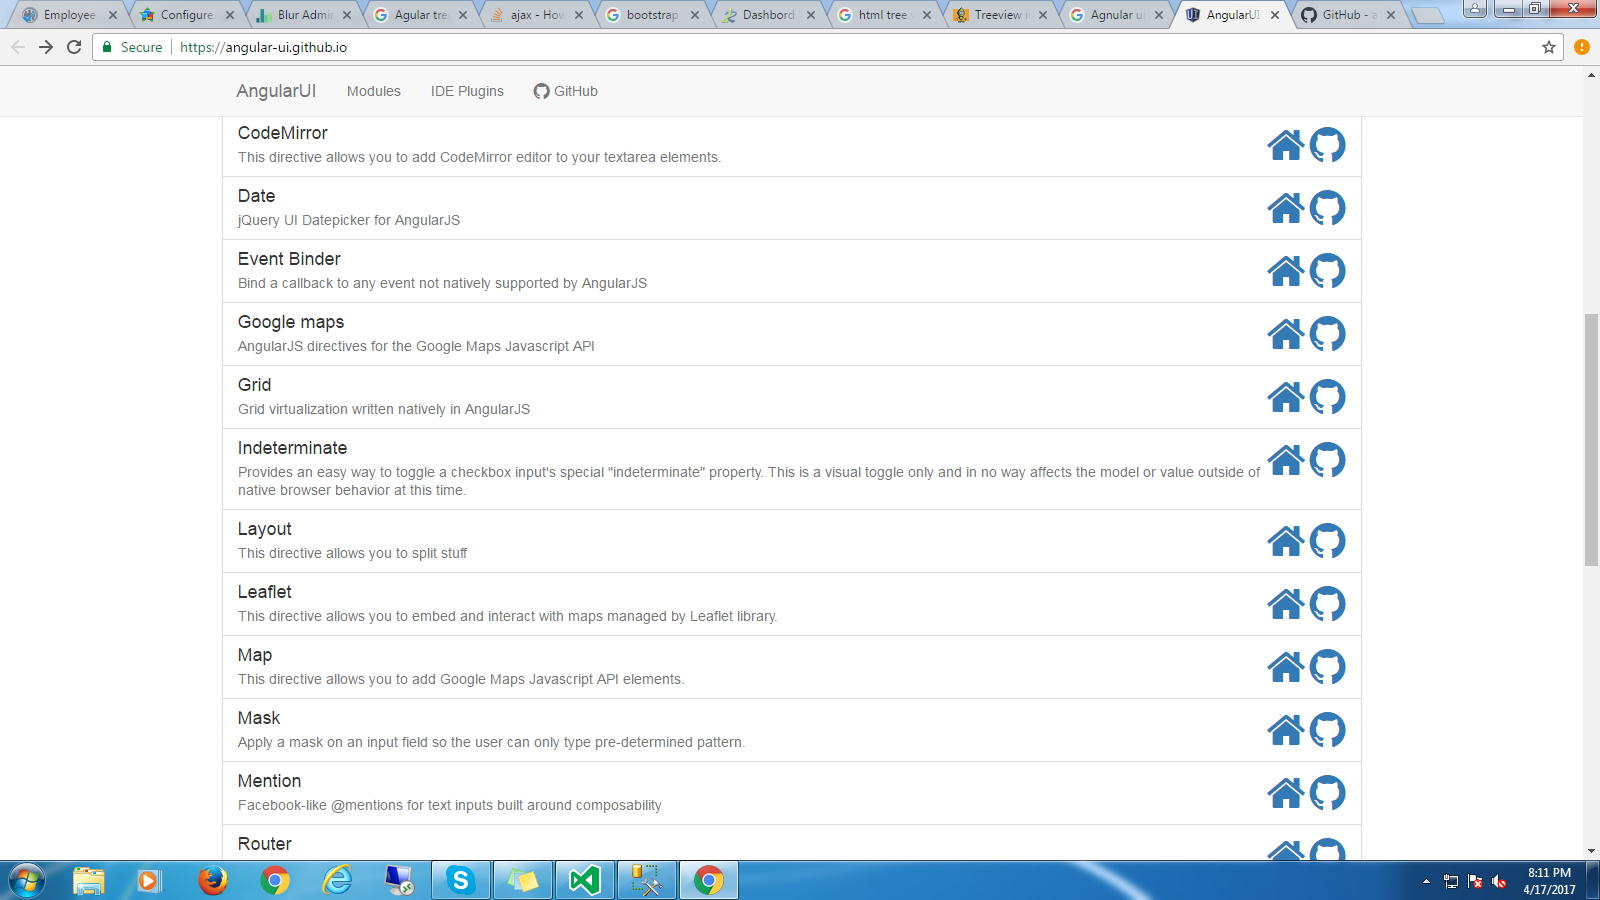 Employee
Configure
Blur Admi
Agular tre
ajax - How
bootstrap
Dashbord
html tree v
Treeview i
Agnular u
AngularUI
GitHub - a
Secure
https://angular-ui.github.io
AngularUI Modules IDE Plugins GitHub
CodeMirror
This directive allows you to add CodeMirror editor to your textarea elements.
Date
jQuery UI Datepicker for AngularJS
Event Binder
Bind a callback to any event not natively supported by AngularJS
Google maps
AngularJS directives for the Google Maps Javascript API
Grid
Grid virtualization written natively in AngularJS
Indeterminate
Provides an easy way to toggle a checkbox input's special "indeterminate" property. This is a visual toggle only and in no way affects the model or value outside of
native browser behavior at this time.
Layout
This directive allows you to split stuff
Leaflet
This directive allows you to embed and interact with maps managed by Leaflet library.
Map
This directive allows you to add Google Maps Javascript API elements.
Mask
Apply a mask on an input field so the user can only type pre-determined pattern.
Mention
Facebook-like @mentions for text inputs built around composability
Router
8:11 PM
4/17/2017